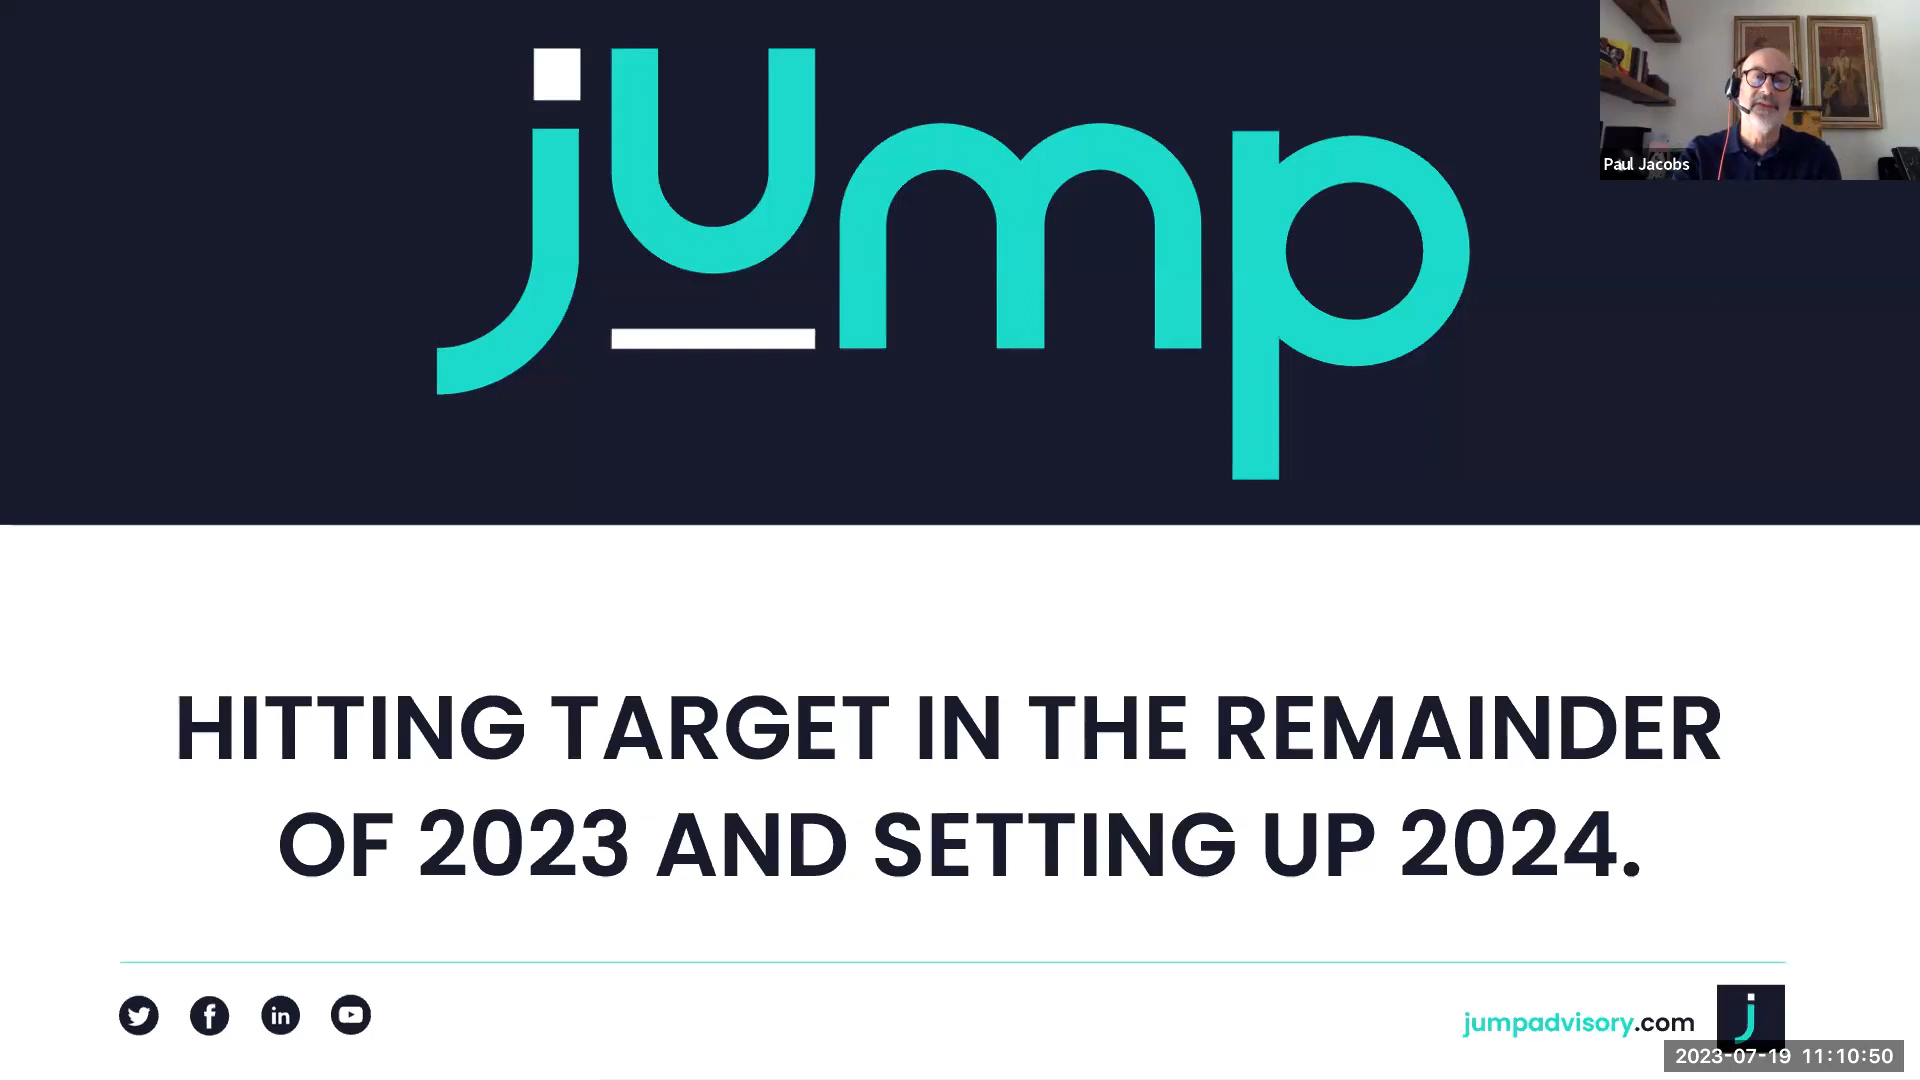 jump
Paul Jacobs
HITTING TARGET IN THE REMAINDER
OF 2023 AND SETTING UP 2024.
jumpadvisory.com
j
2023-07-19 11:10:50